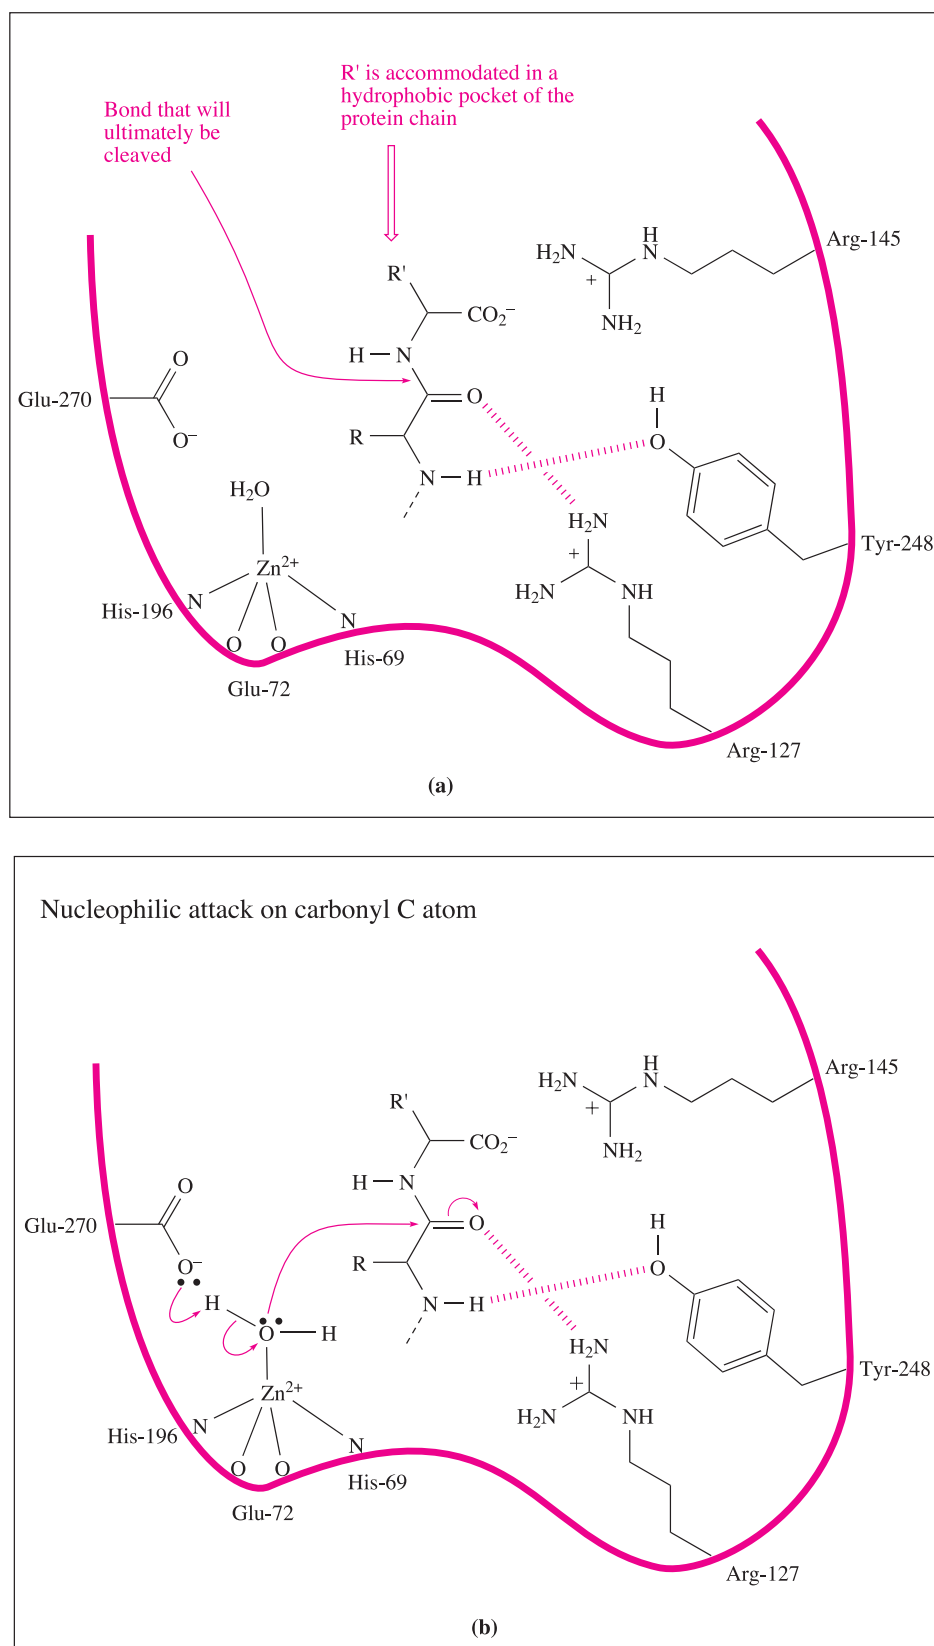 R' is accommodated in a
hydrophobic pocket of the
protein chain
Bond that will
ultimately be
cleaved
Arg-145
H
H₂N
N
+
NH₂
R'
CO₂⁻
H
N
O
Glu-270
O
O⁻
R
O
H
N
H
H₂O
H₂N
+
H₂N
NH
Tyr-248
Zn²⁺
His-196
N
N
O
O
His-69
Glu-72
Arg-127
(a)
Nucleophilic attack on carbonyl C atom
Arg-145
H
H₂N
N
+
NH₂
R'
CO₂⁻
H
N
O
Glu-270
O
O⁻
H
O
R
N
H
H
O
H
H₂N
+
H₂N
NH
Tyr-248
Zn²⁺
His-196
N
N
O
O
His-69
Glu-72
Arg-127
(b)